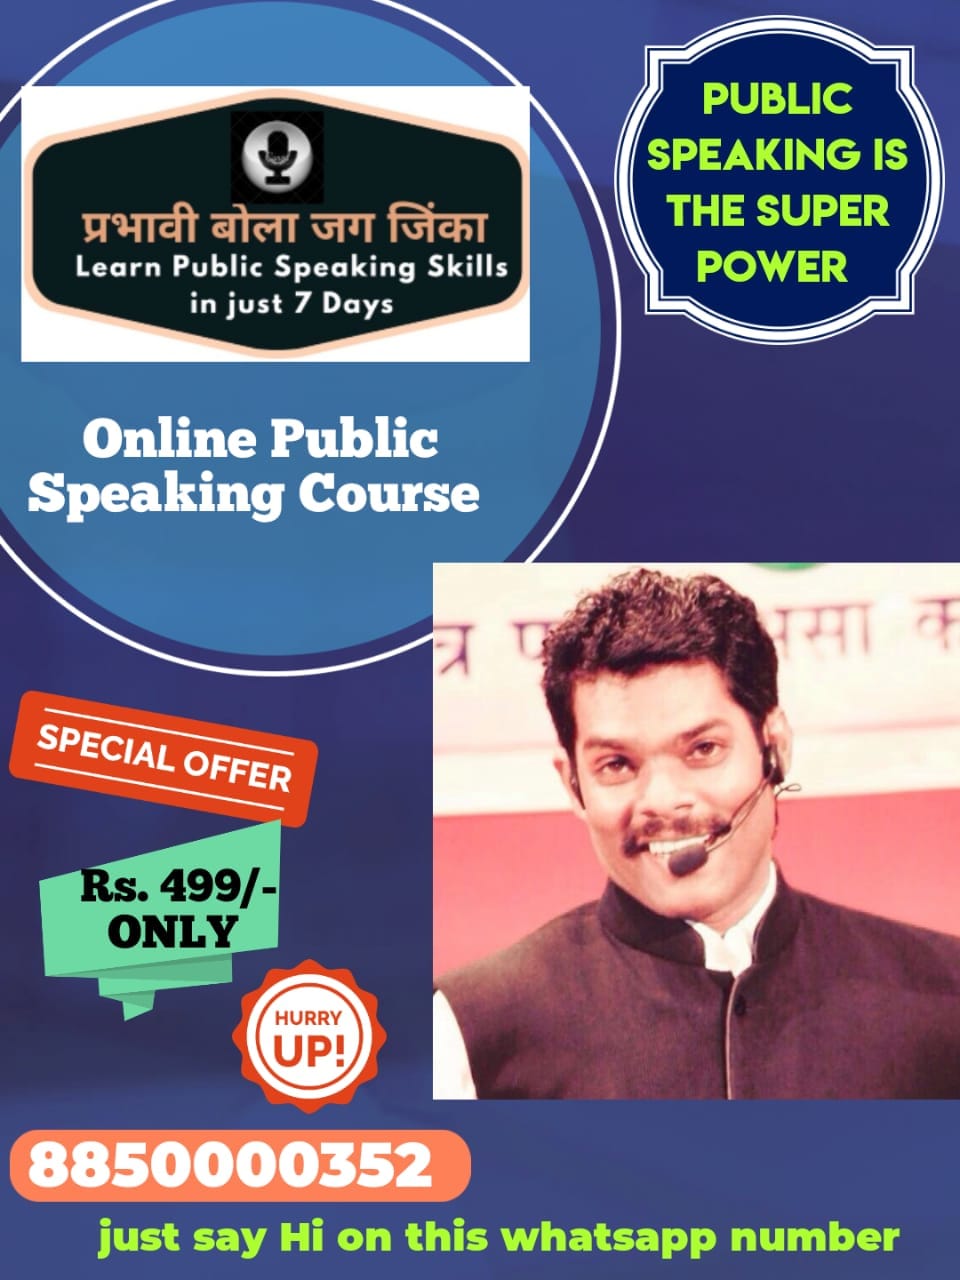 प्रभावी बोला जग जिंका
Learn Public Speaking Skills
in just 7 Days
PUBLIC
SPEAKING IS
THE SUPER
POWER
Online Public
Speaking Course
SPECIAL OFFER
Rs. 499/-
ONLY
HURRY
UP!
8850000352
just say Hi on this whatsapp number